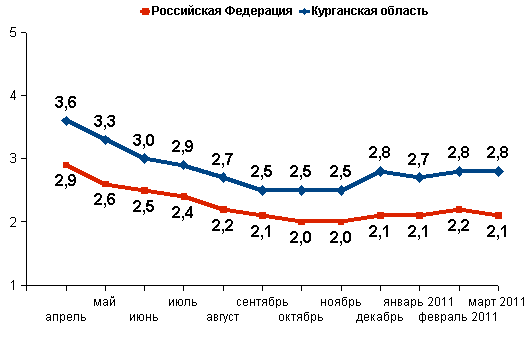 Российская Федерация Курганская область
5
4
3
2
1
3,6 3,3 3,0 2,9 2,7 2,5 2,5 2,5 2,8 2,7 2,8 2,8
2,9 2,6 2,5 2,4 2,2 2,1 2,0 2,0 2,1 2,1 2,2 2,1
май июль сентябрь ноябрь январь 2011 март 2011
апрель июнь август октябрь декабрь февраль 2011